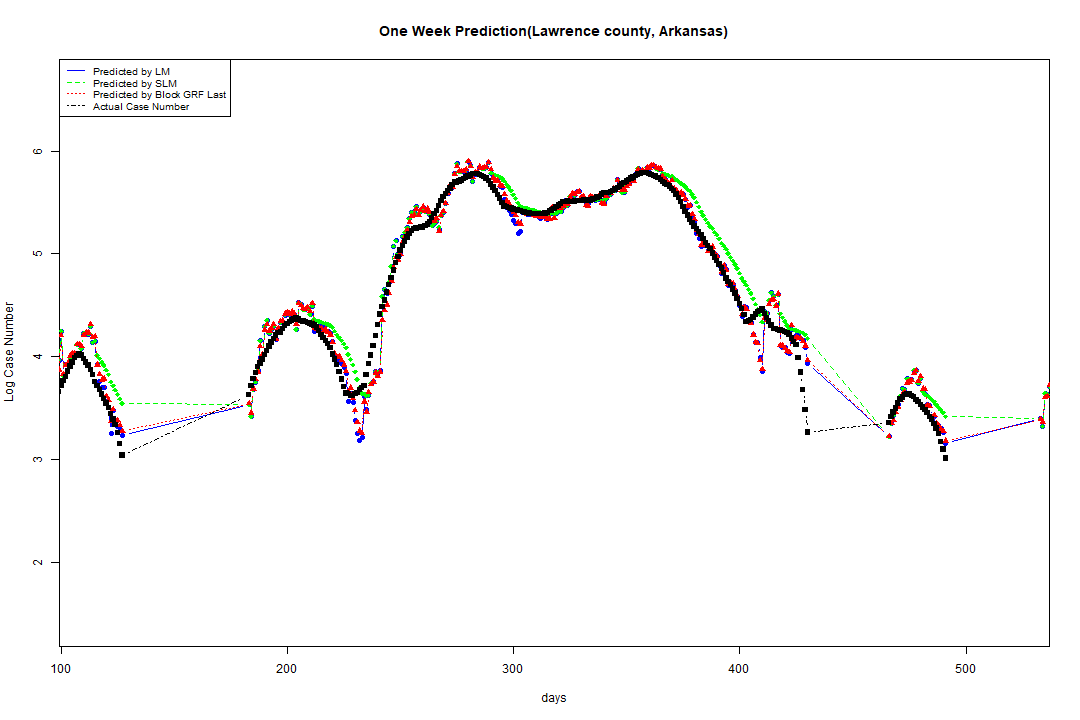 One Week Prediction(Lawrence county, Arkansas)
Predicted by LM
Predicted by SLM
Predicted by Block GRF Last
Actual Case Number
6
5
4
3
2
Log Case Number
100 200 300 400 500
days